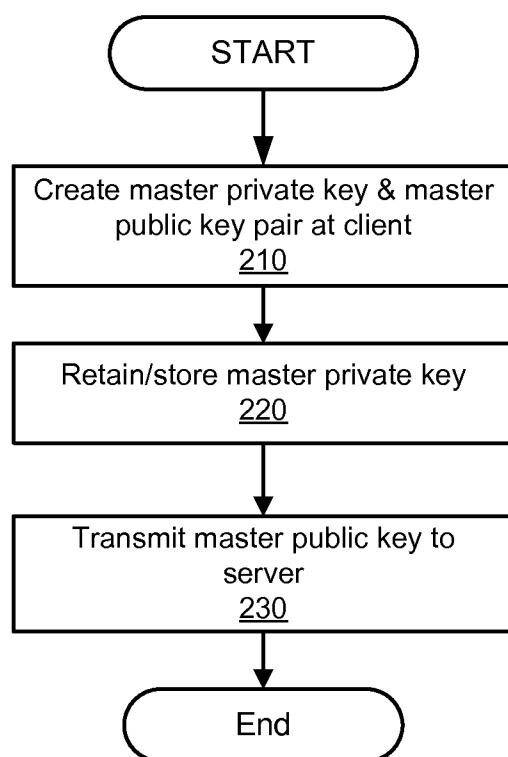 START
Create master private key & master
public key pair at client
210
Retain/store master private key
220
Transmit master public key to
server
230
End